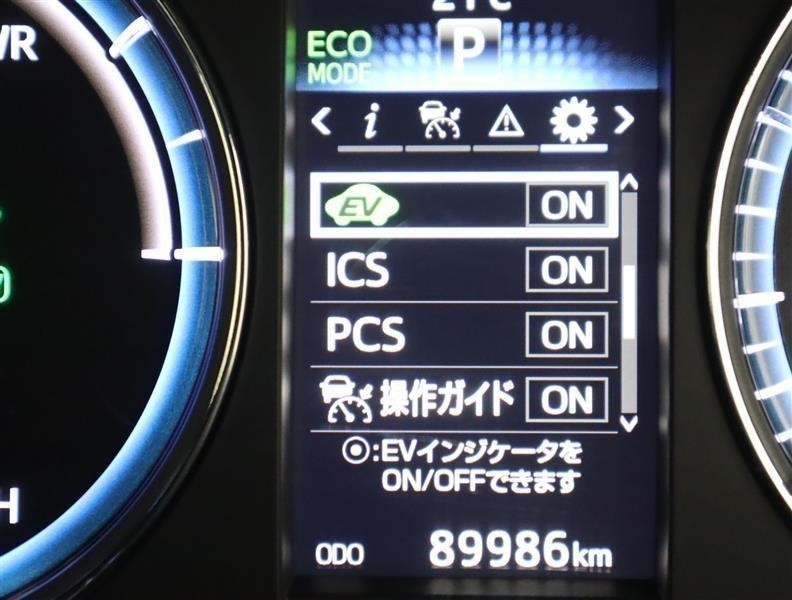 21℃
ECO
MODE
P
i
EV ON
ICS ON
PCS ON
操作ガイド ON
:EVインジケータを
ON/OFFできます
ODO 89986km